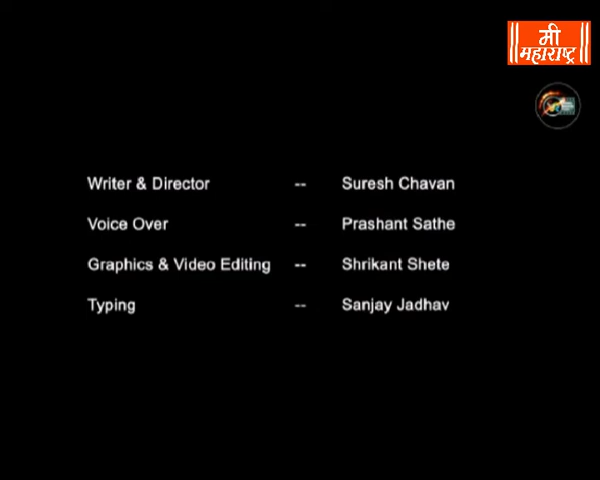 मी
महाराष्ट्र
Writer & Director -- Suresh Chavan
Voice Over -- Prashant Sathe
Graphics & Video Editing -- Shrikant Shete
Typing -- Sanjay Jadhav